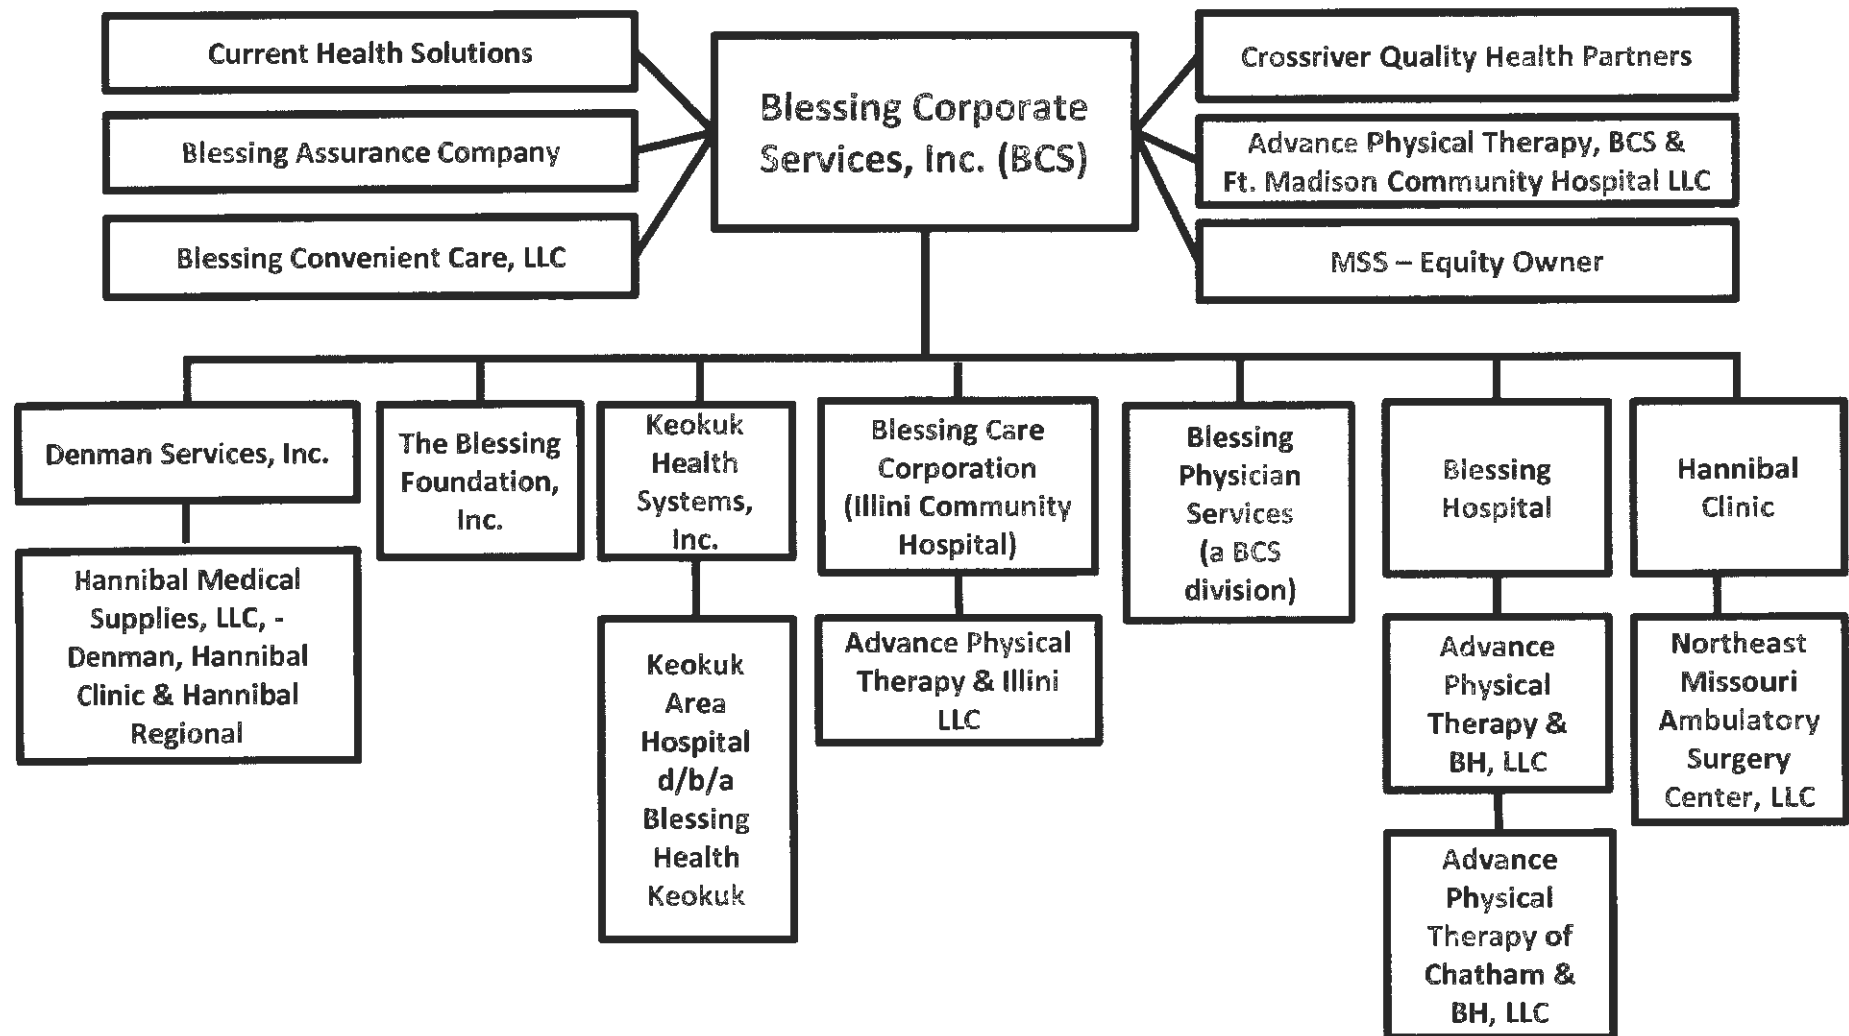 Current Health Solutions
Blessing Assurance Company
Blessing Convenient Care, LLC
Blessing Corporate
Services, Inc. (BCS)
Crossriver Quality Health Partners
Advance Physical Therapy, BCS &
Ft. Madison Community Hospital LLC
MSS – Equity Owner
Denman Services, Inc.
Hannibal Medical
Supplies, LLC, -
Denman, Hannibal
Clinic & Hannibal
Regional
The Blessing
Foundation,
Inc.
Keokuk
Health
Systems,
Inc.
Keokuk
Area
Hospital
d/b/a
Blessing
Health
Keokuk
Blessing Care
Corporation
(Illini Community
Hospital)
Advance Physical
Therapy & Illini
LLC
Blessing
Physician
Services
(a BCS
division)
Blessing
Hospital
Advance
Physical
Therapy &
BH, LLC
Advance
Physical
Therapy of
Chatham &
BH, LLC
Hannibal
Clinic
Northeast
Missouri
Ambulatory
Surgery
Center, LLC